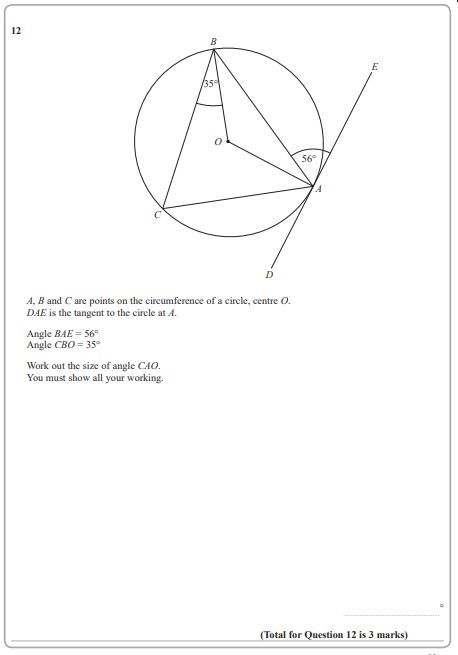 12
B
E
35°
O
56°
A
C
D
A, B and C are points on the circumference of a circle, centre O.
DAE is the tangent to the circle at A.
Angle BAE = 56°
Angle CBO = 35°
Work out the size of angle CAO.
You must show all your working.
°
(Total for Question 12 is 3 marks)